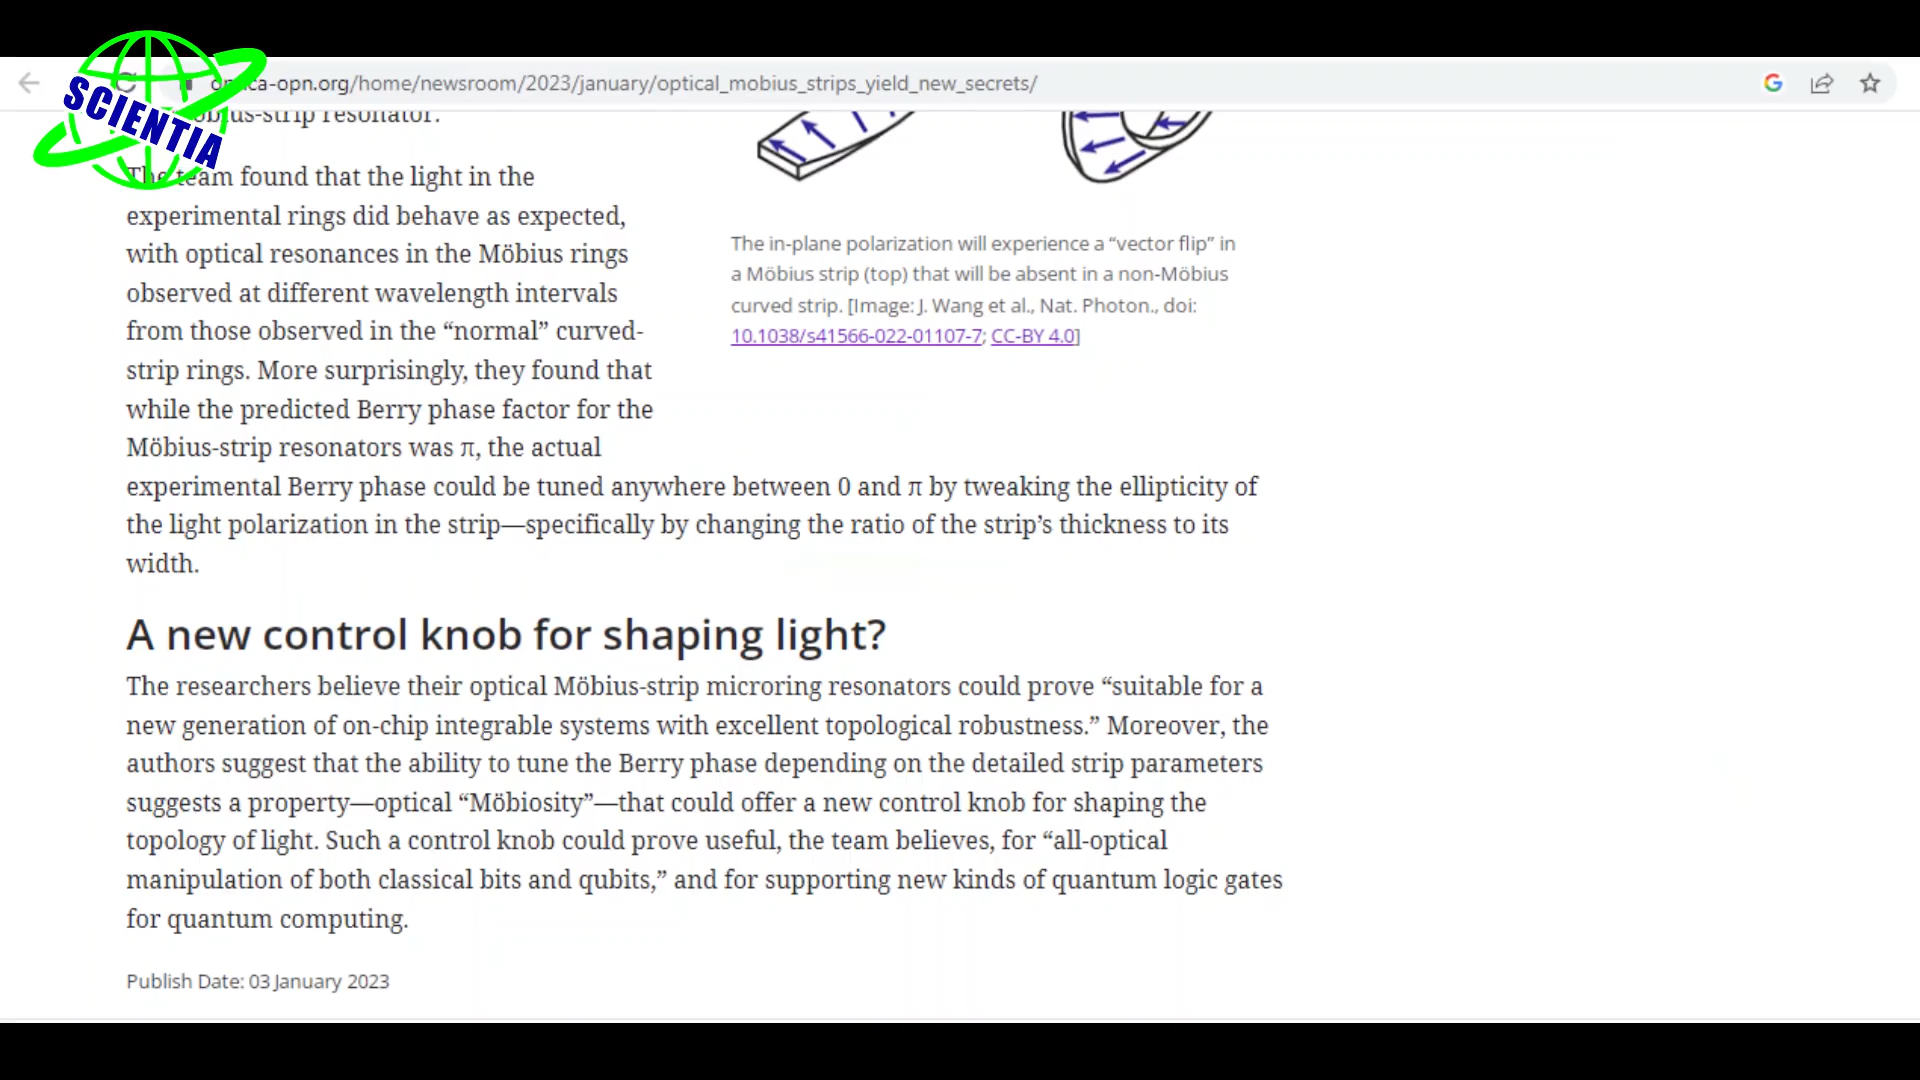 SCIENTIA
optica-opn.org/home/newsroom/2023/january/optical_mobius_strips_yield_new_secrets/
resonator.
The team found that the light in the
experimental rings did behave as expected,
with optical resonances in the Möbius rings
observed at different wavelength intervals
from those observed in the “normal” curved-
strip rings. More surprisingly, they found that
while the predicted Berry phase factor for the
Möbius-strip resonators was π, the actual
experimental Berry phase could be tuned anywhere between 0 and π by tweaking the ellipticity of
the light polarization in the strip—specifically by changing the ratio of the strip’s thickness to its
width.
The in-plane polarization will experience a “vector flip” in
a Möbius strip (top) that will be absent in a non-Möbius
curved strip. [Image: J. Wang et al., Nat. Photon., doi:
10.1038/s41566-022-01107-7; CC-BY 4.0]
A new control knob for shaping light?
The researchers believe their optical Möbius-strip microring resonators could prove “suitable for a
new generation of on-chip integrable systems with excellent topological robustness.” Moreover, the
authors suggest that the ability to tune the Berry phase depending on the detailed strip parameters
suggests a property—optical “Möbiosity”—that could offer a new control knob for shaping the
topology of light. Such a control knob could prove useful, the team believes, for “all-optical
manipulation of both classical bits and qubits,” and for supporting new kinds of quantum logic gates
for quantum computing.
Publish Date: 03 January 2023